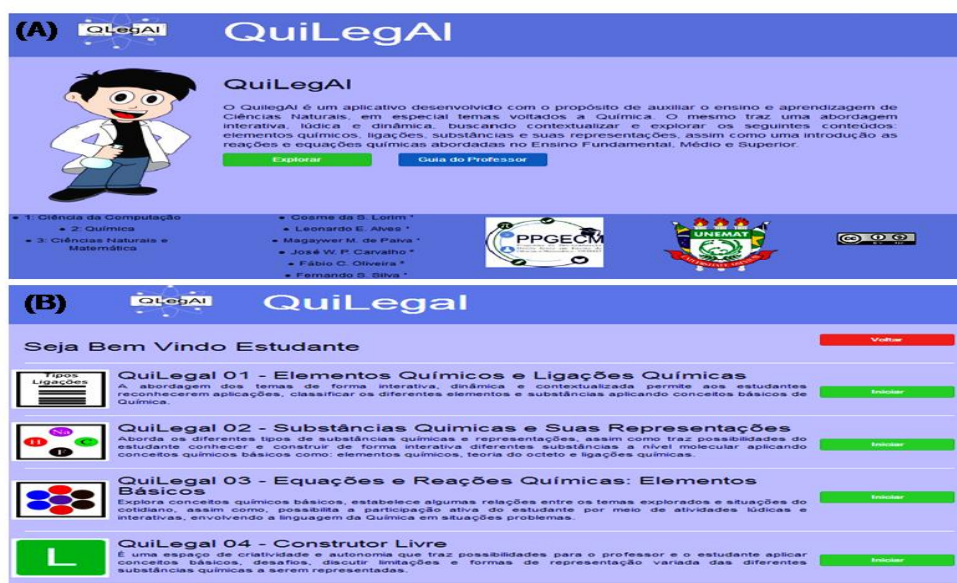 (A)
QLegAl
QuiLegAl
QuiLegAl
O QuilegAl é um aplicativo desenvolvido com o propósito de auxiliar o ensino e aprendizagem de
Ciências Naturais, em especial temas voltados a Química. O mesmo traz uma abordagem
interativa, lúdica e dinâmica, buscando contextualizar e explorar os seguintes conteúdos:
elementos químicos, ligações, substâncias e suas representações, assim como uma introdução as
reações e equações químicas abordadas no Ensino Fundamental, Médio e Superior.
Explorar
Guia do Professor
1: Ciência da Computação
2: Química
3: Ciências Naturais e
Matemática
Cosme da S. Lorim
Leonardo E. Alves
Magaywer M. de Paiva
José W. P. Carvalho
Fábio C. Oliveira
Fernando S. Silva
PPGECM
UNEMAT
(B)
QLegAl
QuiLegal
Seja Bem Vindo Estudante
Voltar
Tipos
Ligações
QuiLegal 01 - Elementos Químicos e Ligações Químicas
A abordagem dos temas de forma interativa, dinâmica e contextualizada permite aos estudantes
reconhecerem aplicações, classificar os diferentes elementos e substâncias aplicando conceitos básicos de
Química.
Iniciar
Na
H
C
F
QuiLegal 02 - Substâncias Quimicas e Suas Representações
Aborda os diferentes tipos de substâncias químicas e representações, assim como traz possibilidades do
estudante conhecer e construir de forma interativa diferentes substâncias a nível molecular aplicando
conceitos químicos básicos como: elementos químicos, teoria do octeto e ligações químicas.
Iniciar
QuiLegal 03 - Equações e Reações Químicas: Elementos
Básicos
Explora conceitos químicos básicos, estabelece algumas relações entre os temas explorados e situações do
cotidiano, assim como, possibilita a participação ativa do estudante por meio de atividades lúdicas e
interativas, envolvendo a linguagem da Química em situações problemas.
Iniciar
L
QuiLegal 04 - Construtor Livre
É uma espaço de criatividade e autonomia que traz possibilidades para o professor e o estudante aplicar
conceitos básicos, desafios, discutir limitações e formas de representação variada das diferentes
substâncias químicas a serem representadas.
Iniciar